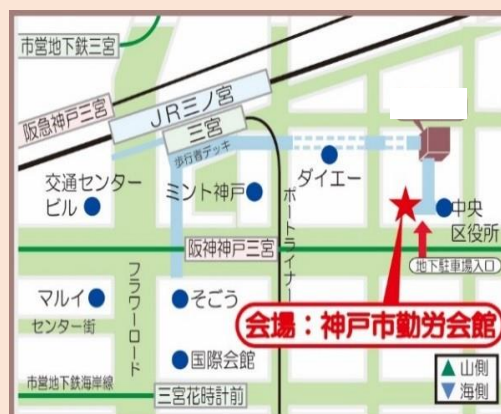 市営地下鉄三宮
JR三ノ宮
阪急神戸三宮
三宮
歩行者デッキ
ダイエー
交通センター
ビル
ミント神戸
ポートライナー
中央
区役所
阪神神戸三宮
地下駐車場入口
フラワーロード
マルイ
そごう
センター街
会場：神戸市勤労会館
国際会館
市営地下鉄海岸線
三宮花時計前
▲山側
▼海側